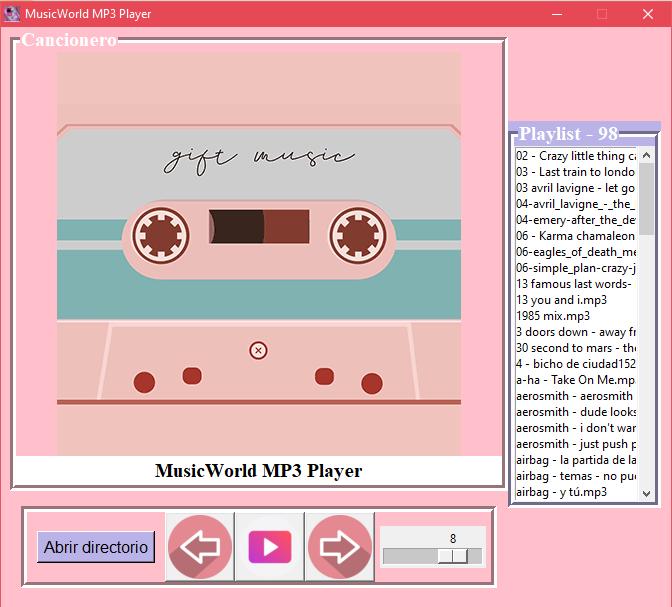 MusicWorld MP3 Player
Cancionero
gift music
MusicWorld MP3 Player
Playlist - 98
02 - Crazy little thing ca
03 - Last train to londo
03 avril lavigne - let go
04-avril_lavigne_-_the_
04-emery-after_the_de
06 - Karma chamaleon
06-eagles_of_death_me
06-simple_plan-crazy-j
13 famous last words-
13 you and i.mp3
1985 mix.mp3
3 doors down - away fr
30 second to mars - the
4 - bicho de ciudad152
a-ha - Take On Me.mp
aerosmith - aerosmith
aerosmith - dude looks
aerosmith - i don't war
aerosmith - just push p
airbag - la partida de la
airbag - temas - no pue
airbag - y tú.mp3
Abrir directorio
8